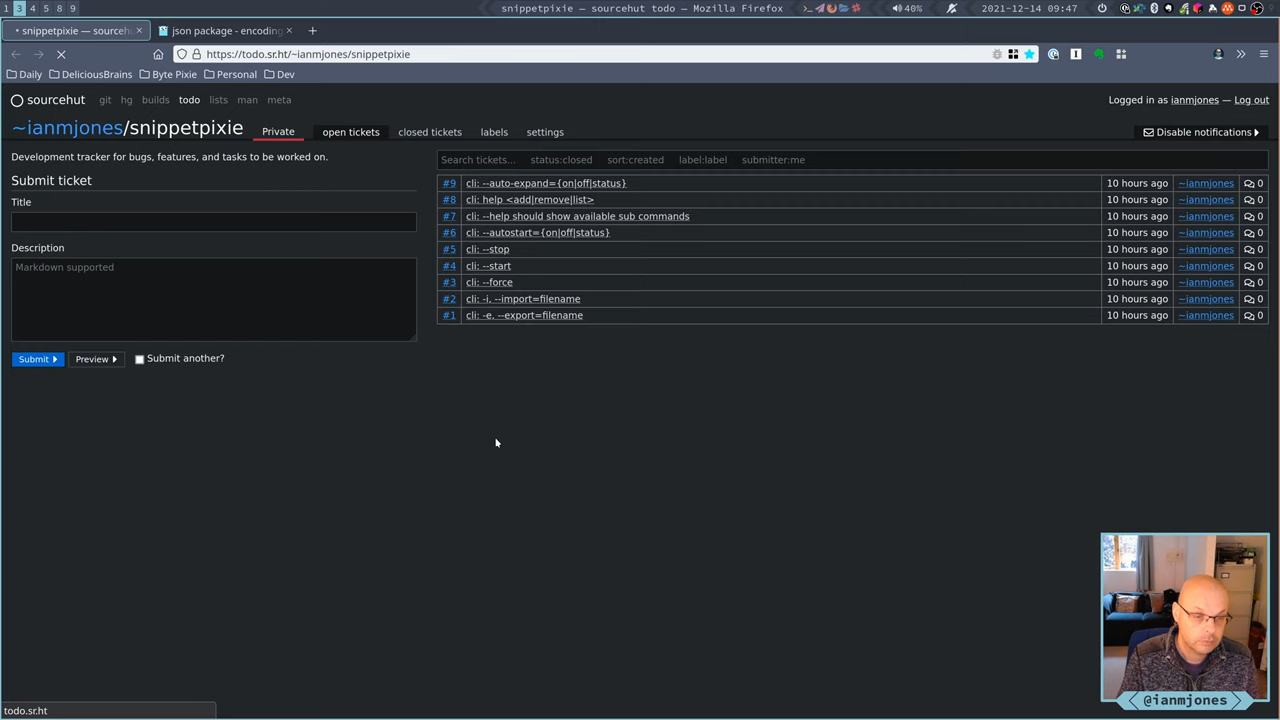 1 2 3 4 5 8 9
snippetpixie — sourcehut todo — Mozilla Firefox
40%
2021-12-14 09:47
snippetpixie — sourcehu
json package - encoding
https://todo.sr.ht/~ianmjones/snippetpixie
Daily DeliciousBrains Byte Pixie Personal Dev
sourcehut git hg builds todo lists man meta
Logged in as ianmjones — Log out
~ianmjones/snippetpixie Private open tickets closed tickets labels settings
Disable notifications
Development tracker for bugs, features, and tasks to be worked on.
Submit ticket
Title
Description
Markdown supported
Submit Preview Submit another?
Search tickets... status:closed sort:created label:label submitter:me
#9 cli: --auto-expand={on|off|status} 10 hours ago ~ianmjones 0
#8 cli: help <add|remove|list> 10 hours ago ~ianmjones 0
#7 cli: --help should show available sub commands 10 hours ago ~ianmjones 0
#6 cli: --autostart={on|off|status} 10 hours ago ~ianmjones 0
#5 cli: --stop 10 hours ago ~ianmjones 0
#4 cli: --start 10 hours ago ~ianmjones 0
#3 cli: --force 10 hours ago ~ianmjones 0
#2 cli: -i, --import=filename 10 hours ago ~ianmjones 0
#1 cli: -e, --export=filename 10 hours ago ~ianmjones 0
@ianmjones
todo.sr.ht